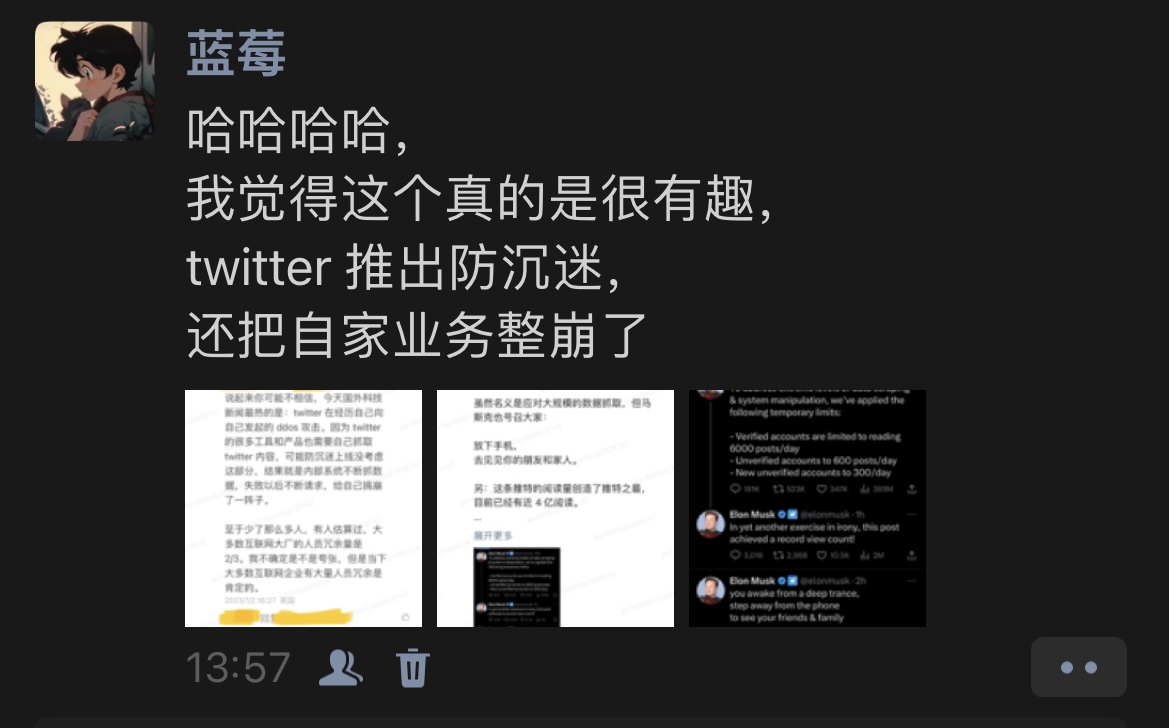 蓝莓
哈哈哈哈，
我觉得这个真的是很有趣，
twitter 推出防沉迷，
还把自家业务整崩了
说起来你可能不相信，今天国外科技
新闻最热的是：twitter 在经历自己向
自己发起的 ddos 攻击。因为 twitter
的很多工具和产品也需要自己抓取
twitter 内容，可能防沉迷上线没考虑
这部分，结果就是内部系统不断抓数
据，失败以后不断请求，给自己搞崩
了一阵子。
至于少了那么多人，有人估算过，大
多数互联网大厂的人员冗余量是
2/3，我不确定是不是夸张，但是当下
大多数互联网企业有大量人员冗余是
肯定的。
虽然名义是应对大规模的数据抓取，但马
斯克也号召大家：
放下手机，
去见见你的朋友和家人。
另：这条推特的阅读量创造了推特之最，
目前已经有近 4 亿阅读。
...
展开更多
& system manipulation, we've applied the
following temporary limits:
- Verified accounts are limited to reading
6000 posts/day
- Unverified accounts to 600 posts/day
- New unverified accounts to 300/day
Elon Musk @elonmusk · 1h
In yet another exercise in irony, this post
achieved a record view count!
3,016 2,968 10.5K 2M
Elon Musk @elonmusk · 2h
you awake from a deep trance,
step away from the phone
to see your friends & family
13:57